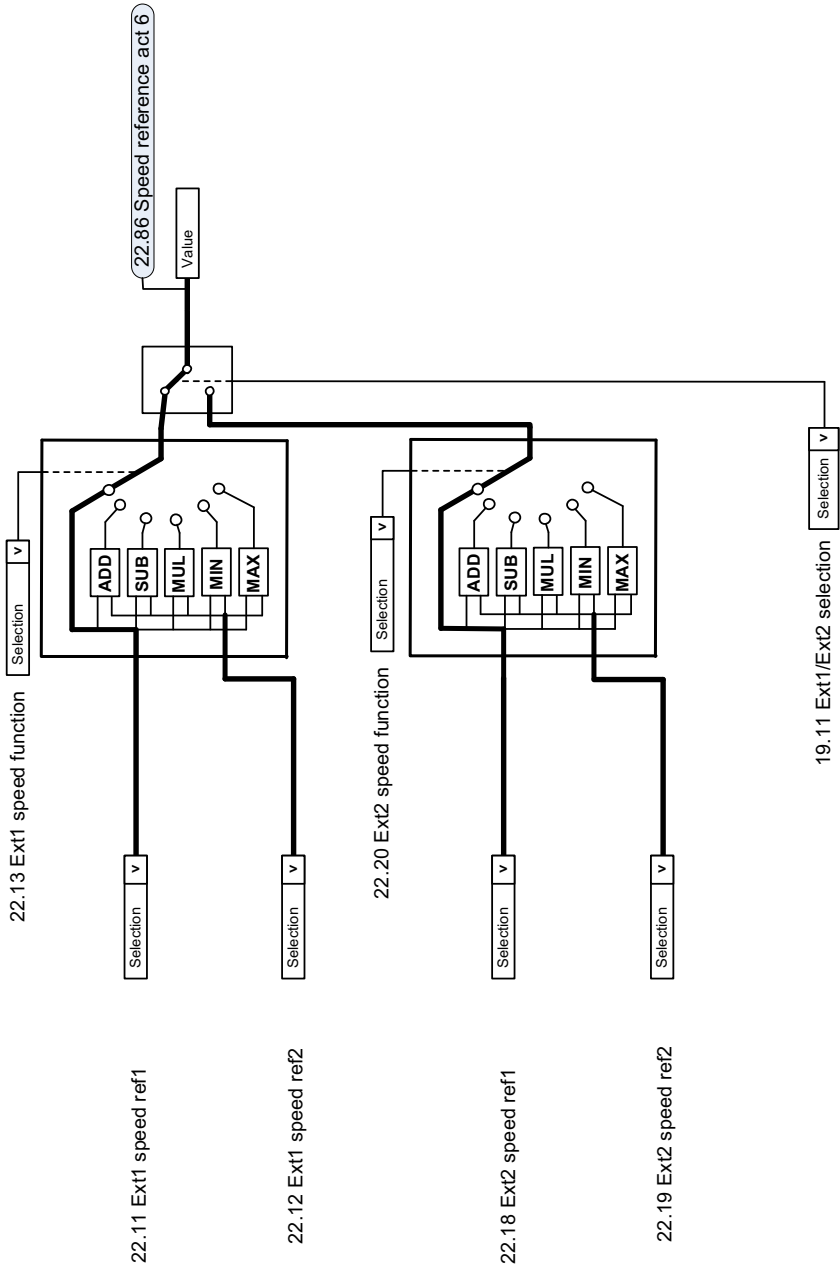 22.13 Ext1 speed function
Selection
v
22.11 Ext1 speed ref1
Selection
v
22.12 Ext1 speed ref2
Selection
v
ADD
SUB
MUL
MIN
MAX
22.86 Speed reference act 6
Value
22.20 Ext2 speed function
Selection
v
22.18 Ext2 speed ref1
Selection
v
22.19 Ext2 speed ref2
Selection
v
ADD
SUB
MUL
MIN
MAX
19.11 Ext1/Ext2 selection
Selection
v